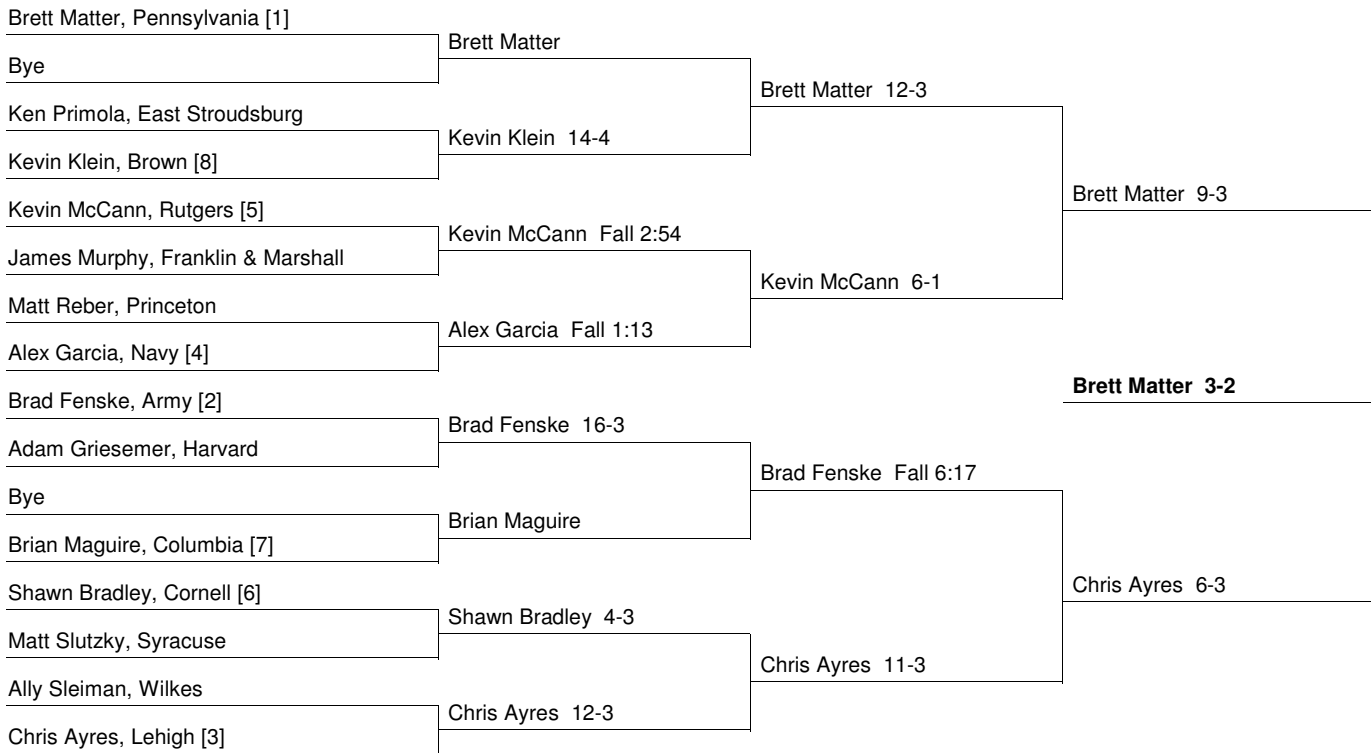 Brett Matter, Pennsylvania [1]
Bye
Ken Primola, East Stroudsburg
Kevin Klein, Brown [8]
Kevin McCann, Rutgers [5]
James Murphy, Franklin & Marshall
Matt Reber, Princeton
Alex Garcia, Navy [4]
Brad Fenske, Army [2]
Adam Griesemer, Harvard
Bye
Brian Maguire, Columbia [7]
Shawn Bradley, Cornell [6]
Matt Slutzky, Syracuse
Ally Sleiman, Wilkes
Chris Ayres, Lehigh [3]
Brett Matter
Kevin Klein 14-4
Kevin McCann Fall 2:54
Alex Garcia Fall 1:13
Brad Fenske 16-3
Brian Maguire
Shawn Bradley 4-3
Chris Ayres 12-3
Brett Matter 12-3
Kevin McCann 6-1
Brad Fenske Fall 6:17
Chris Ayres 11-3
Brett Matter 9-3
Brett Matter 3-2
Chris Ayres 6-3